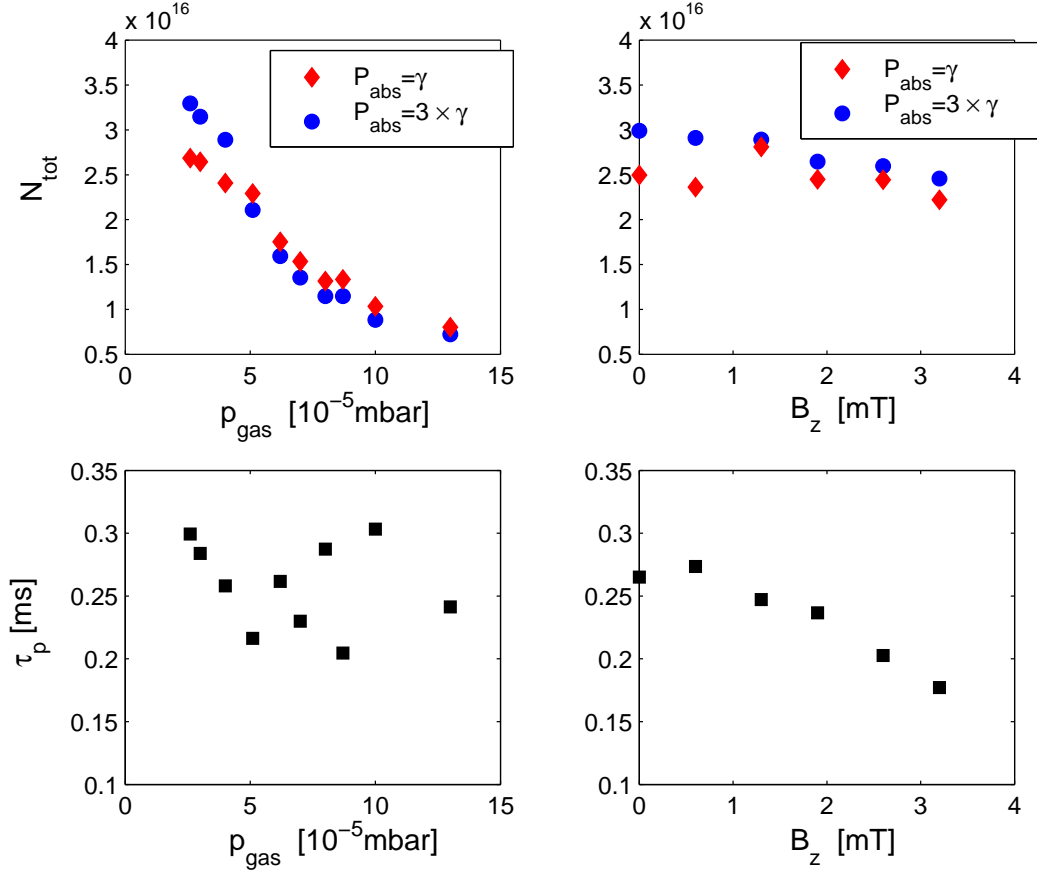 x 10^16
4
3.5
3
2.5
2
1.5
1
0.5
N_tot
0 5 10 15
p_gas [10^−5mbar]
P_abs=γ
P_abs=3 × γ
x 10^16
4
3.5
3
2.5
2
1.5
1
0.5
0 1 2 3 4
B_z [mT]
P_abs=γ
P_abs=3 × γ
0.35
0.3
0.25
0.2
0.15
0.1
τ_p [ms]
0 5 10 15
p_gas [10^−5mbar]
0.35
0.3
0.25
0.2
0.15
0.1
0 1 2 3 4
B_z [mT]